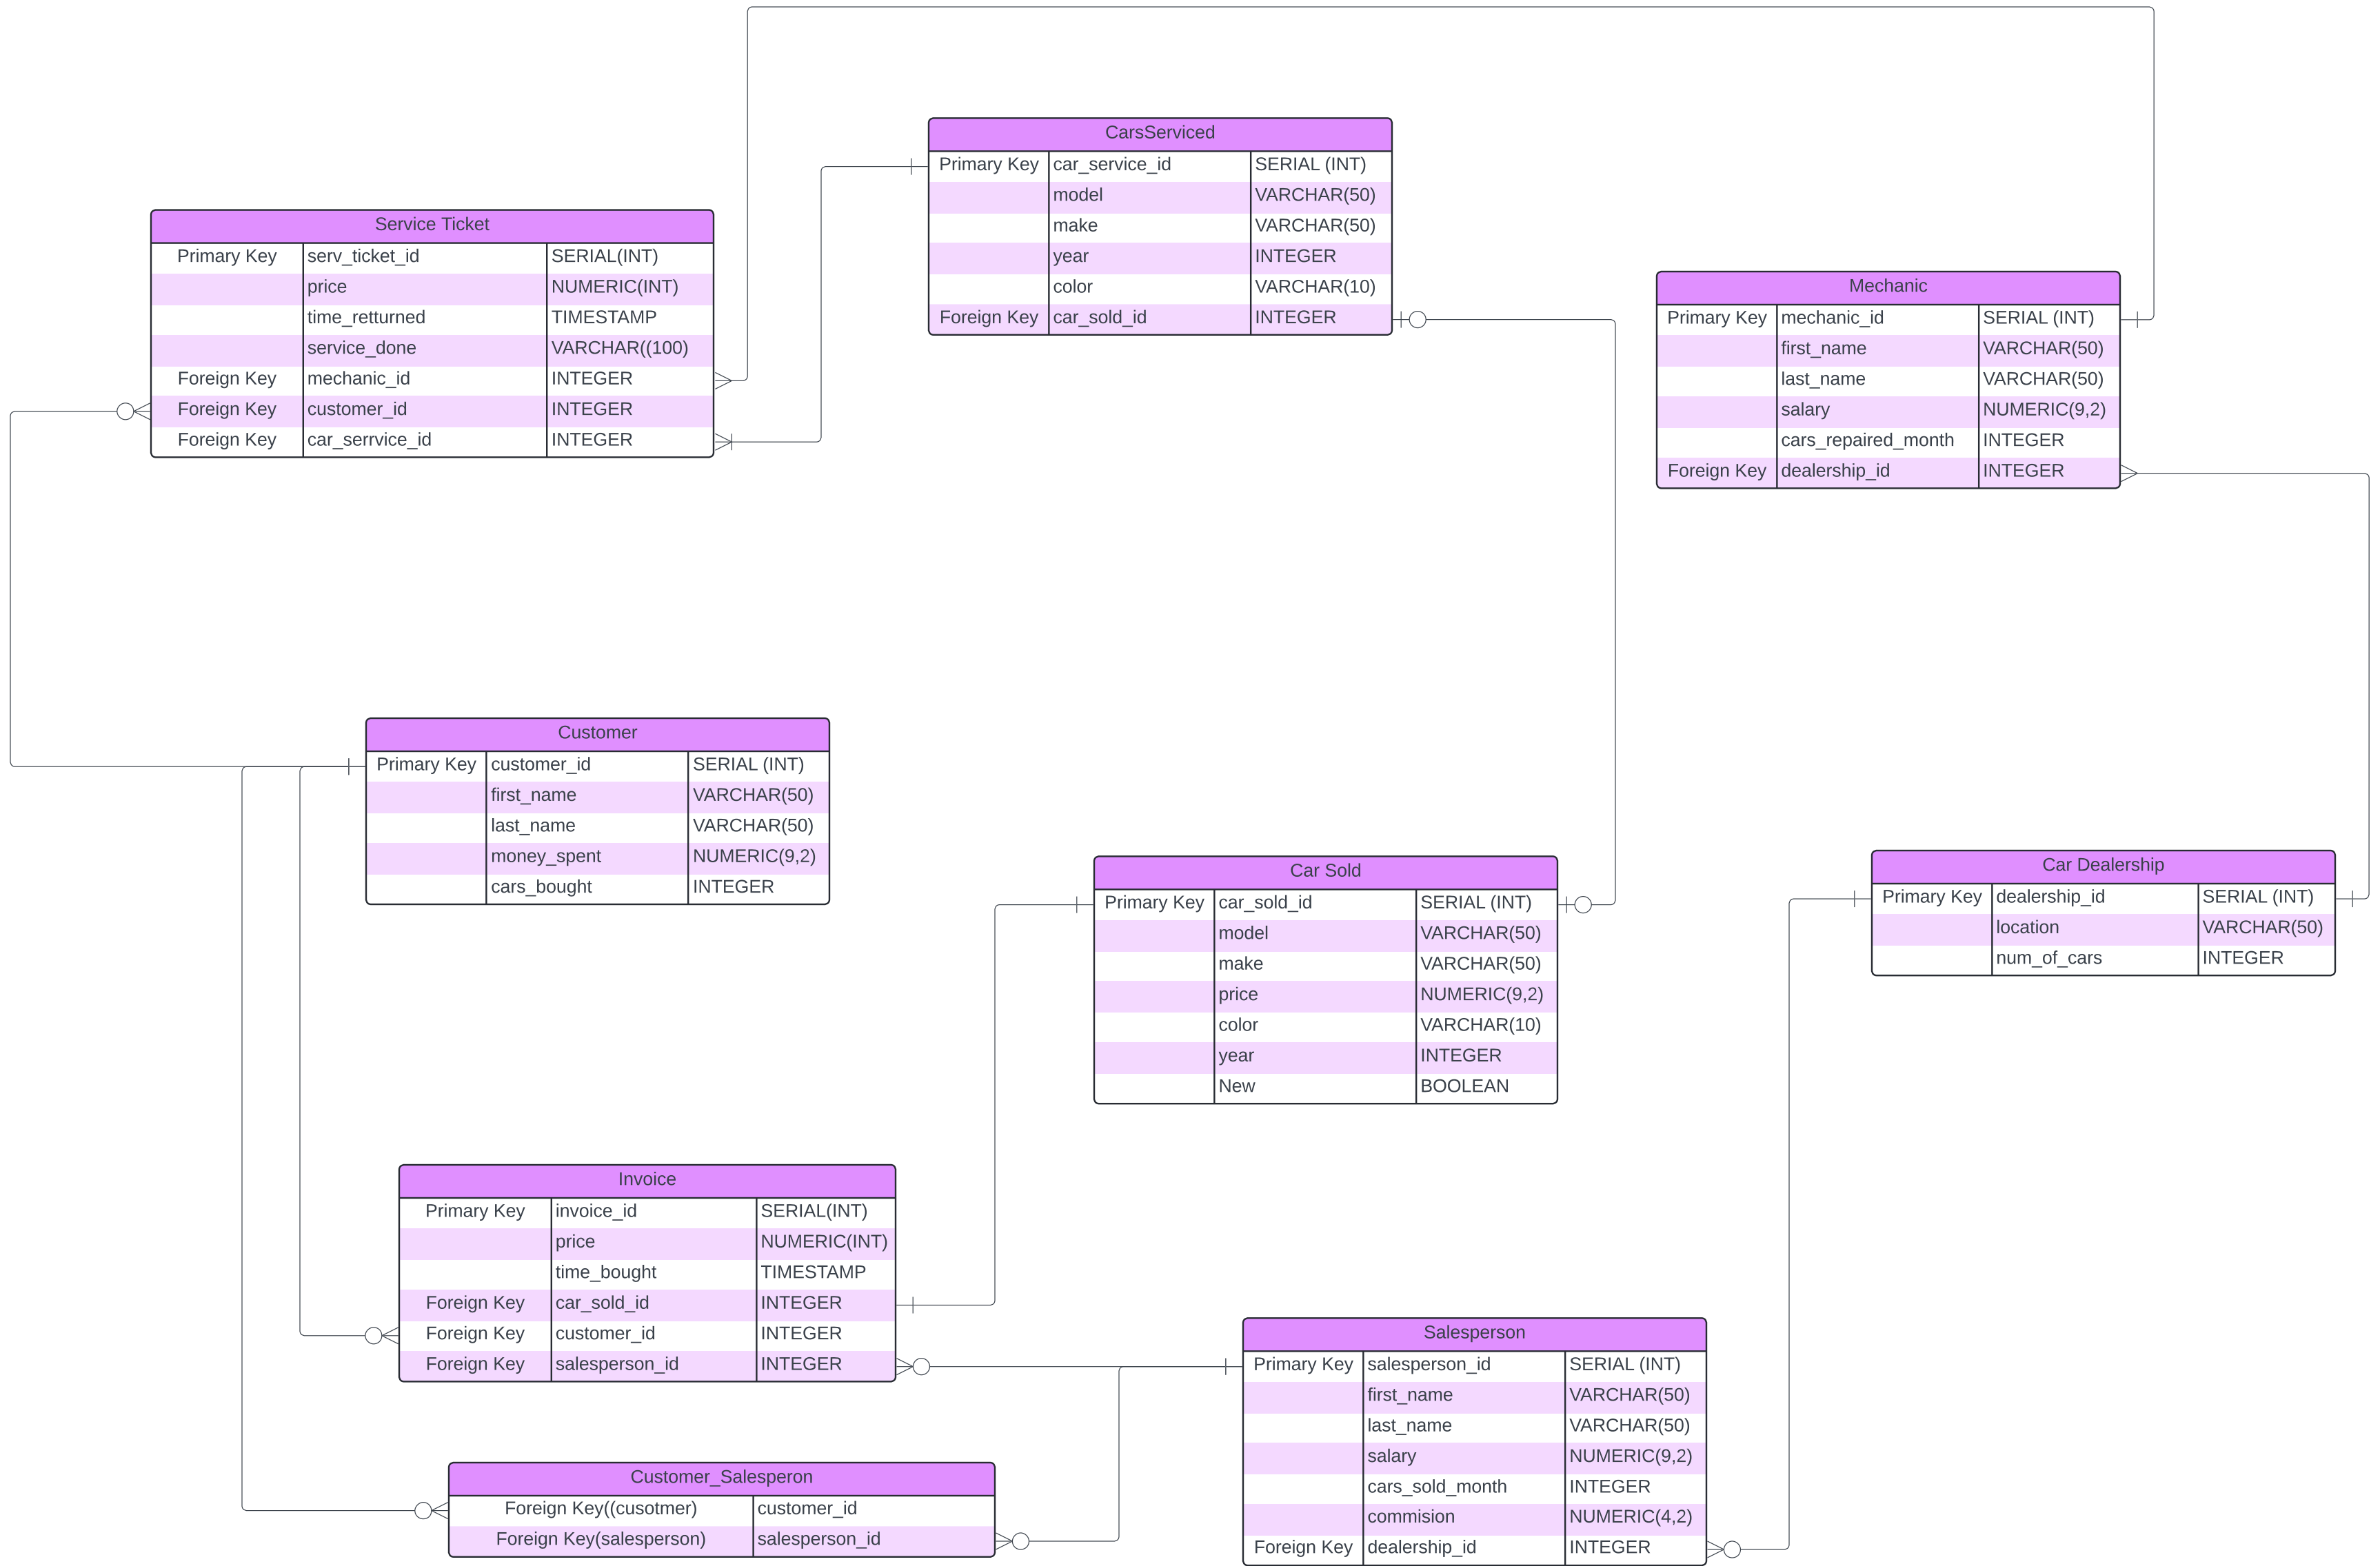 CarsServiced
Primary Key car_service_id SERIAL (INT)
model VARCHAR(50)
make VARCHAR(50)
year INTEGER
color VARCHAR(10)
Foreign Key car_sold_id INTEGER
Service Ticket
Primary Key serv_ticket_id SERIAL(INT)
price NUMERIC(INT)
time_retturned TIMESTAMP
service_done VARCHAR((100)
Foreign Key mechanic_id INTEGER
Foreign Key customer_id INTEGER
Foreign Key car_serrvice_id INTEGER
Mechanic
Primary Key mechanic_id SERIAL (INT)
first_name VARCHAR(50)
last_name VARCHAR(50)
salary NUMERIC(9,2)
cars_repaired_month INTEGER
Foreign Key dealership_id INTEGER
Customer
Primary Key customer_id SERIAL (INT)
first_name VARCHAR(50)
last_name VARCHAR(50)
money_spent NUMERIC(9,2)
cars_bought INTEGER
Car Sold
Primary Key car_sold_id SERIAL (INT)
model VARCHAR(50)
make VARCHAR(50)
price NUMERIC(9,2)
color VARCHAR(10)
year INTEGER
New BOOLEAN
Car Dealership
Primary Key dealership_id SERIAL (INT)
location VARCHAR(50)
num_of_cars INTEGER
Invoice
Primary Key invoice_id SERIAL(INT)
price NUMERIC(INT)
time_bought TIMESTAMP
Foreign Key car_sold_id INTEGER
Foreign Key customer_id INTEGER
Foreign Key salesperson_id INTEGER
Salesperson
Primary Key salesperson_id SERIAL (INT)
first_name VARCHAR(50)
last_name VARCHAR(50)
salary NUMERIC(9,2)
cars_sold_month INTEGER
commision NUMERIC(4,2)
Foreign Key dealership_id INTEGER
Customer_Salesperon
Foreign Key((cusotmer) customer_id
Foreign Key(salesperson) salesperson_id